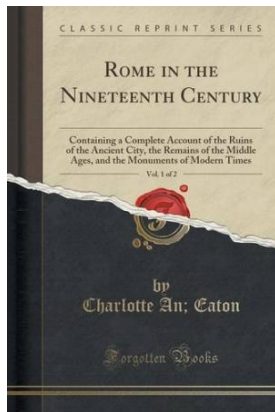 CLASSIC REPRINT SERIES
ROME IN THE
NINETEENTH CENTURY
Containing a Complete Account of the Ruins
of the Ancient City, the Remains of the Middle
Ages, and the Monuments of Modern Times
Vol. 1 of 2
F
by
Charlotte An; Eaton
Forgotten Books